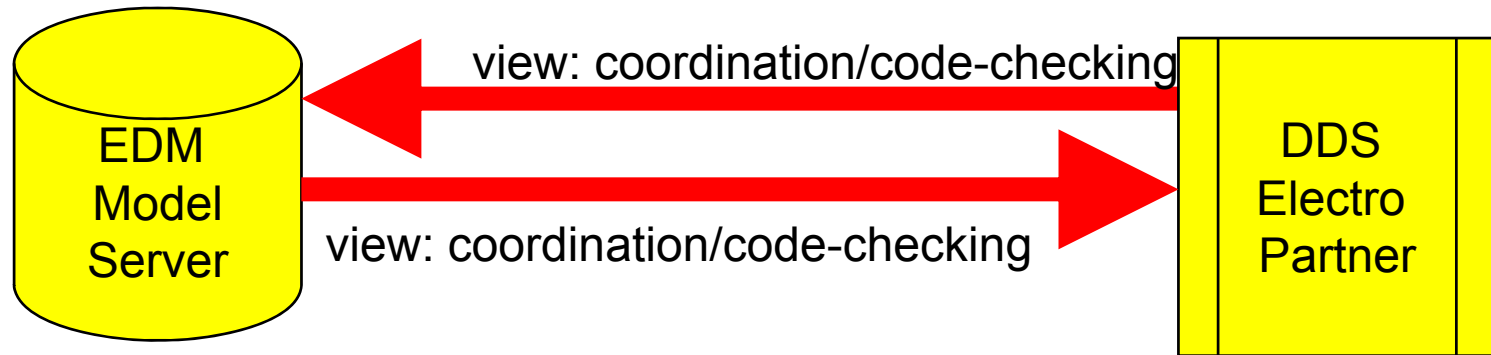 view: coordination/code-checking
EDM
Model
Server
DDS
Electro
Partner
view: coordination/code-checking